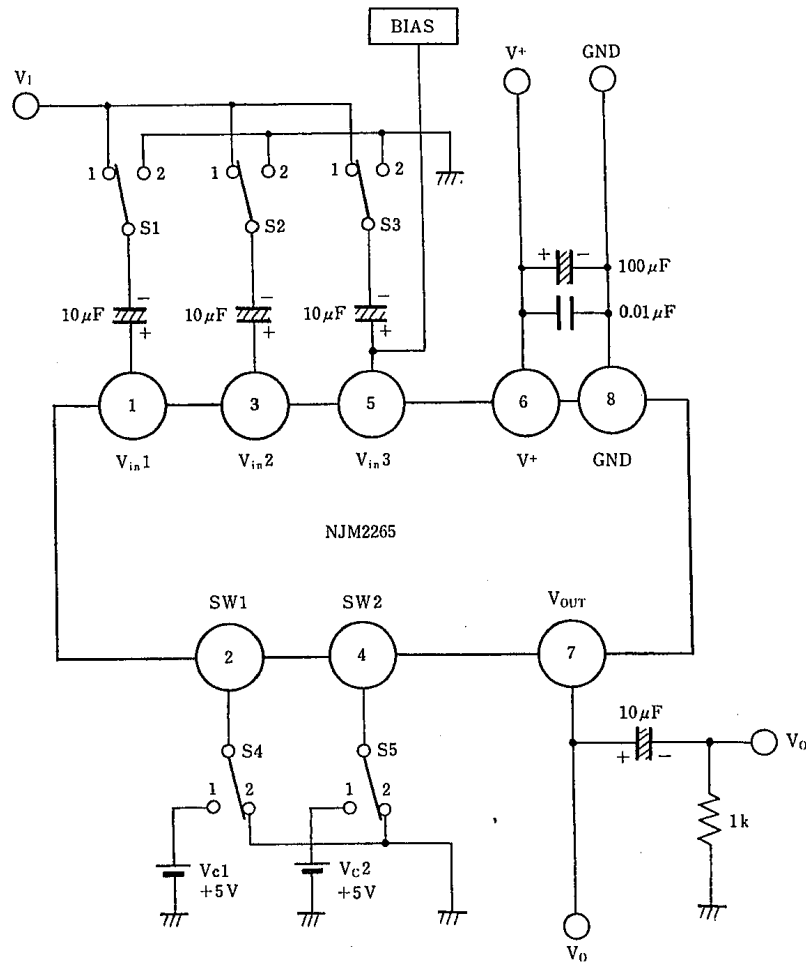 BIAS
V+ GND
V1
1 2 1 2 1 2
S1 S2 S3
+ − 100μF
− − −
10μF 10μF 10μF 0.01μF
+ + +
1 3 5 6 8
Vin1 Vin2 Vin3 V+ GND
NJM2265
SW1 SW2 VOUT
2 4 7
10μF
S4 S5 + − VO
1 2 1 2
1k
Vc1 VC2
+5V +5V
VO